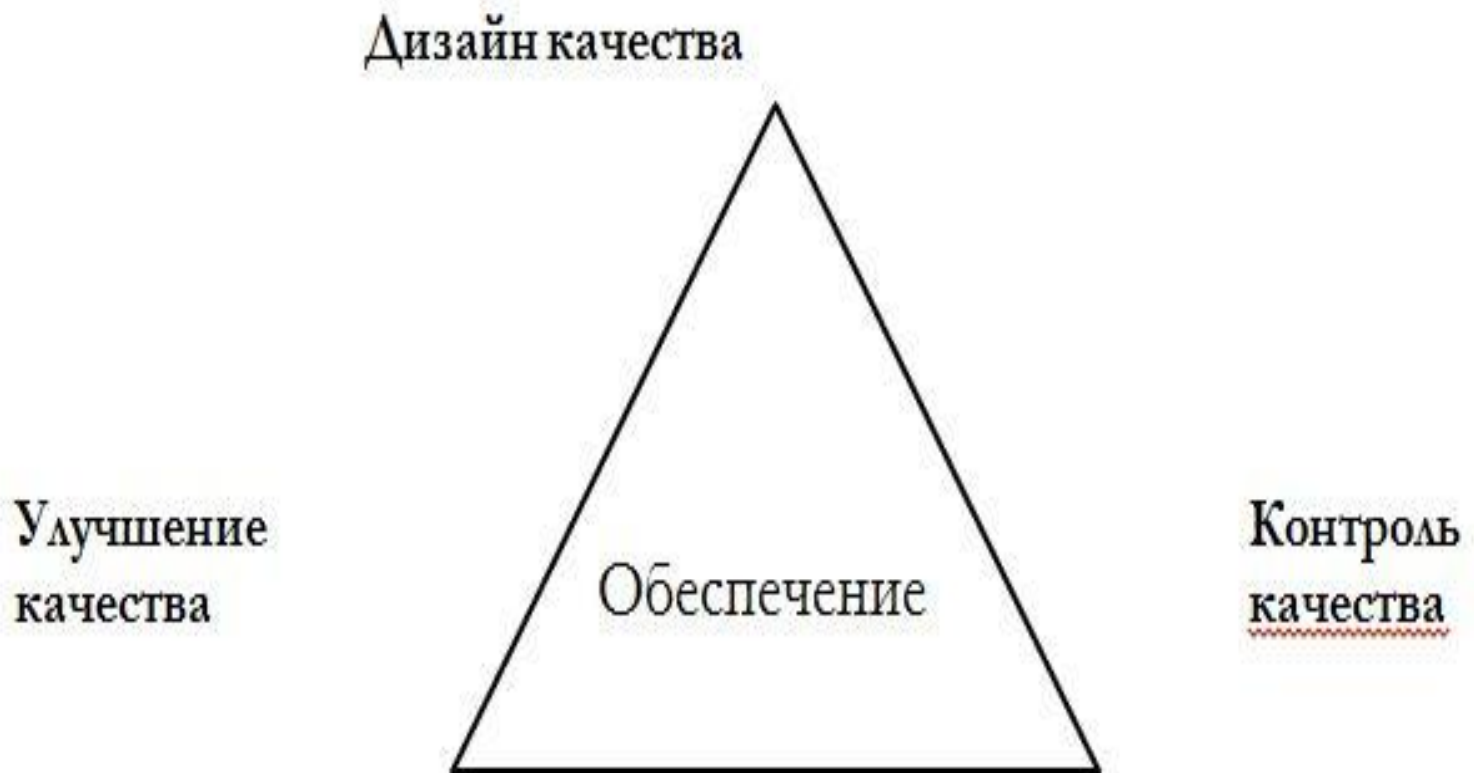 Дизайн качества
Улучшение
качества
Обеспечение
Контроль
качества